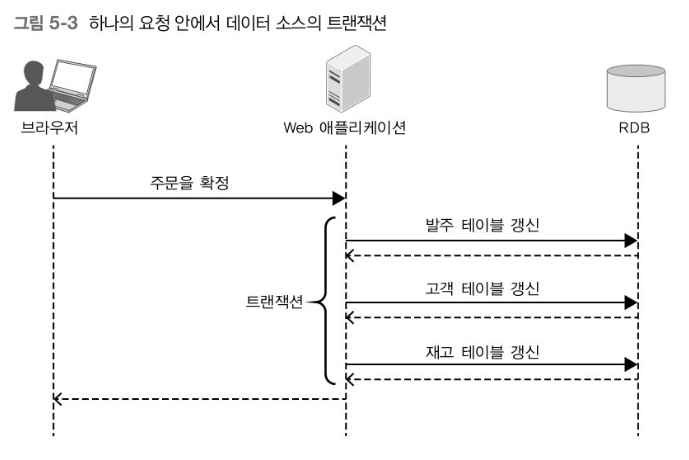 그림 5-3 하나의 요청 안에서 데이터 소스의 트랜잭션
브라우저
Web 애플리케이션
RDB
주문을 확정
발주 테이블 갱신
고객 테이블 갱신
트랜잭션
재고 테이블 갱신